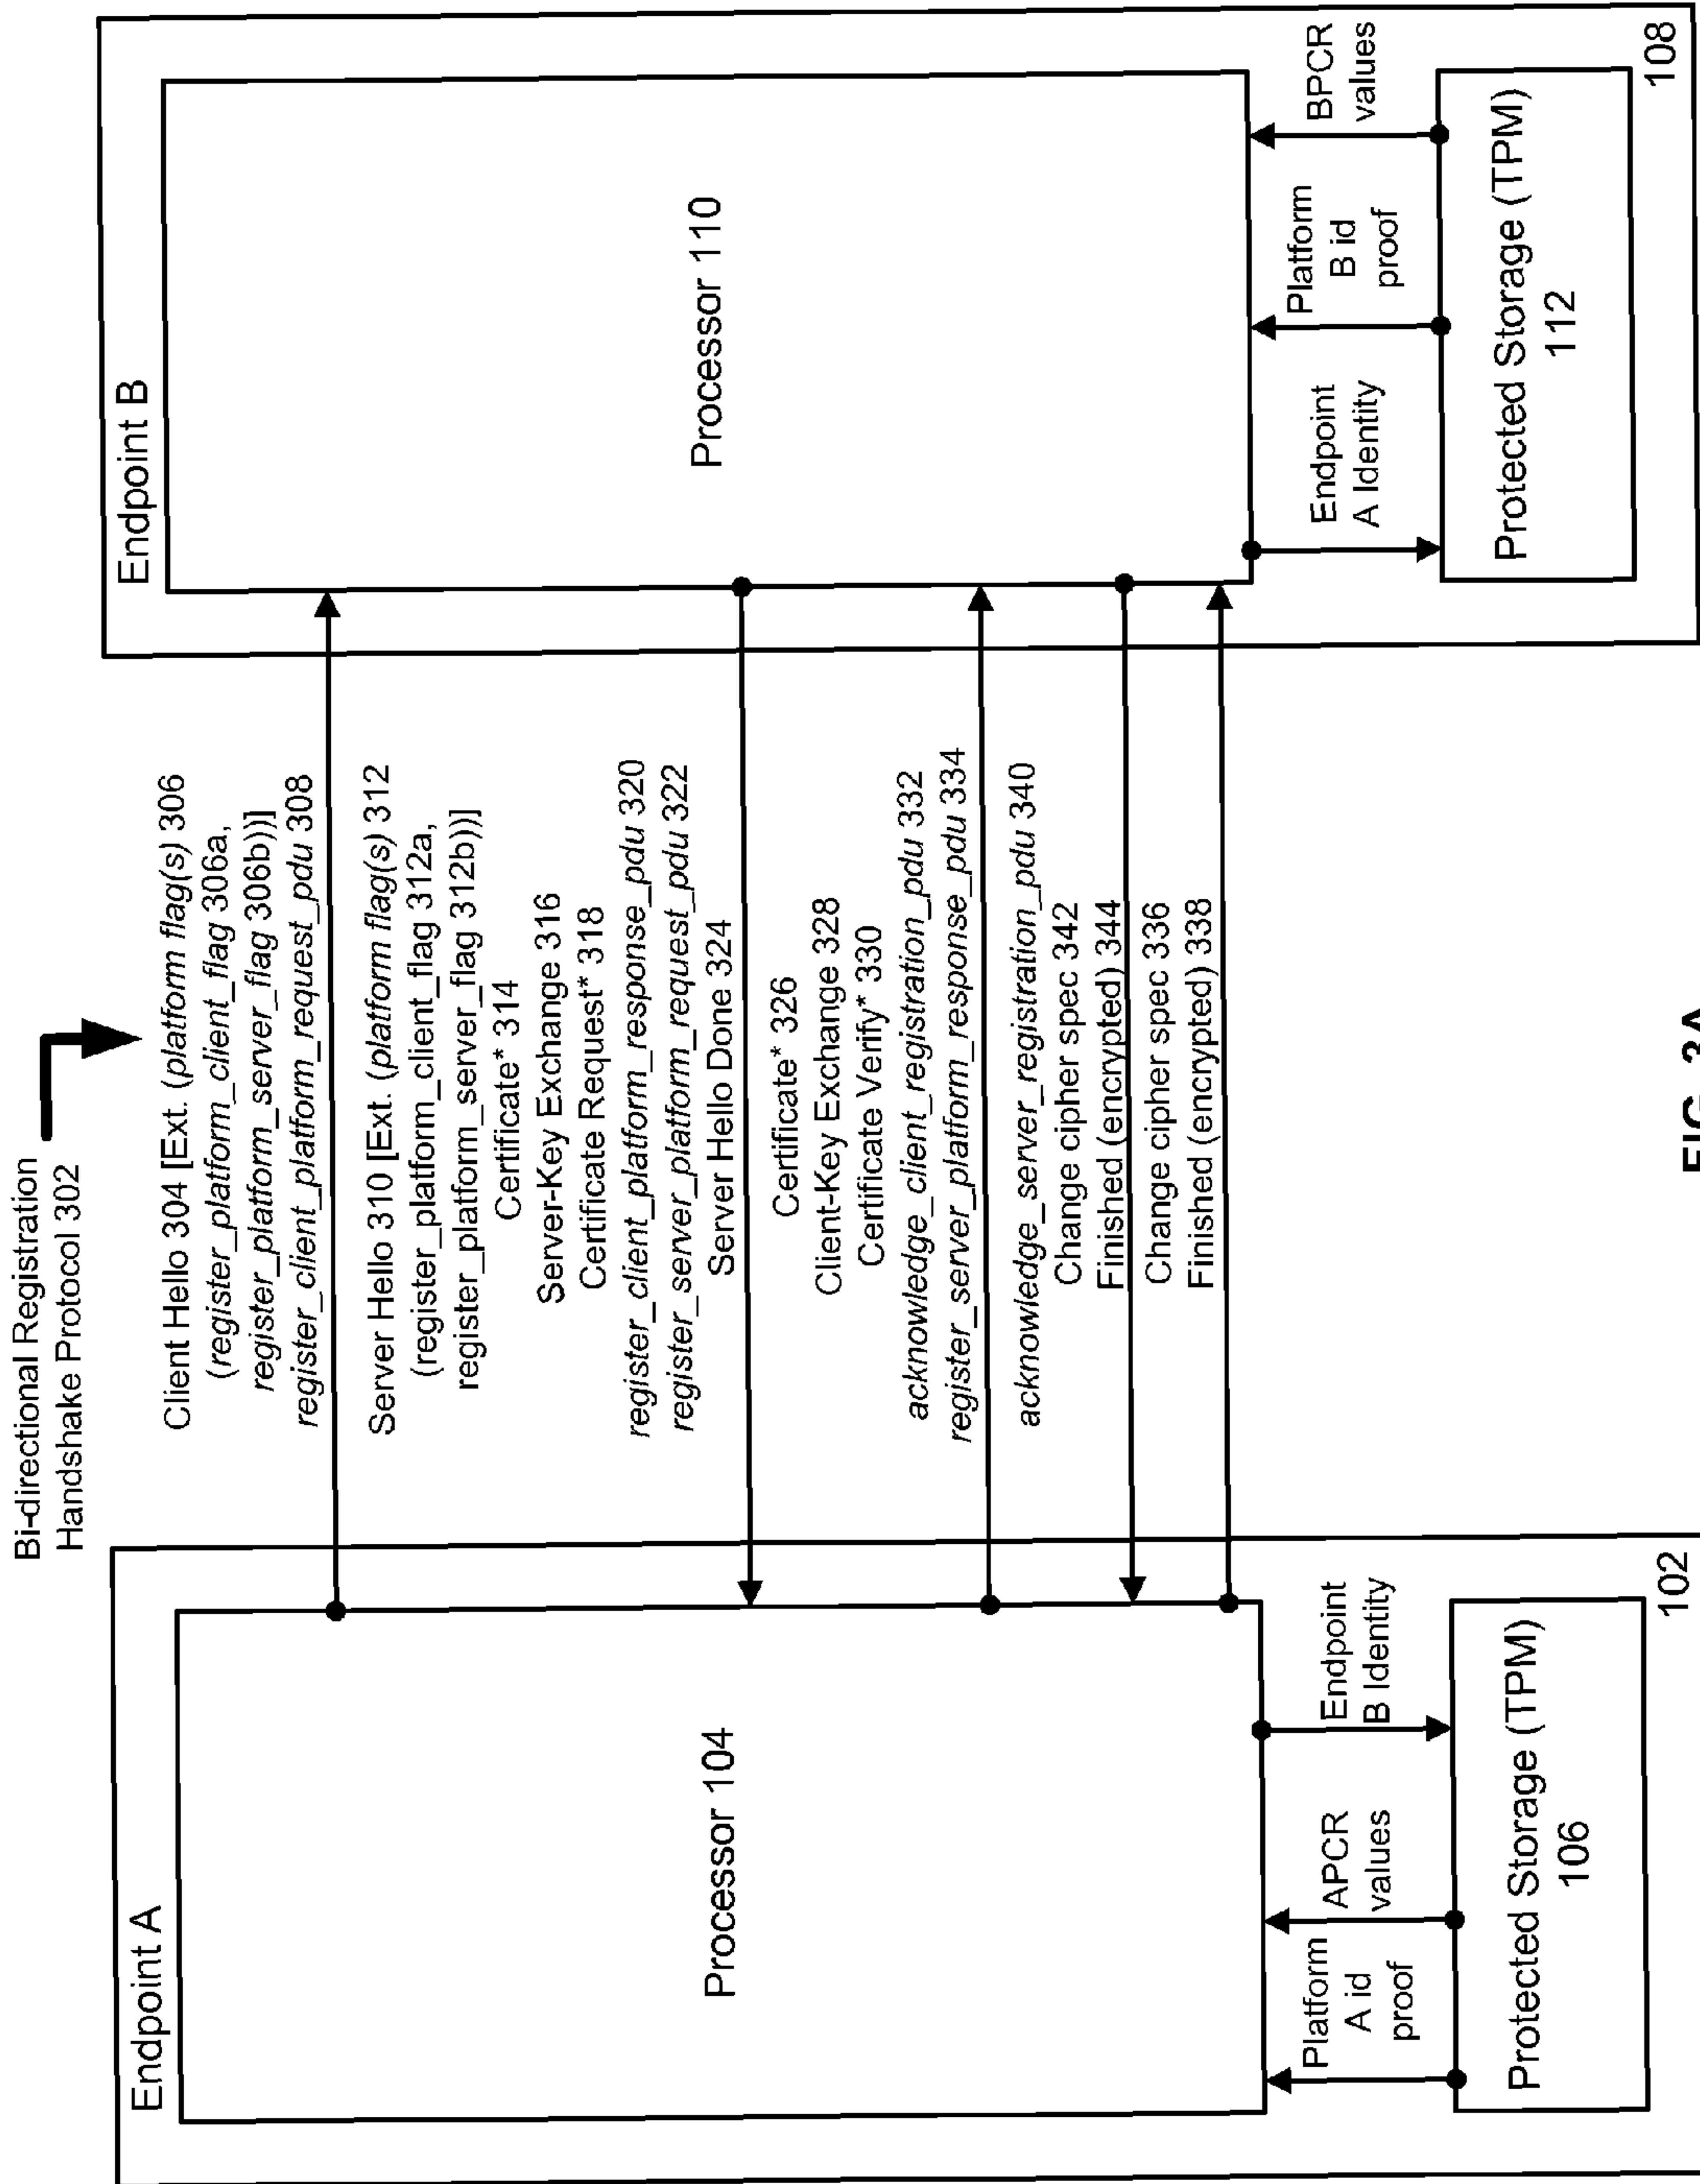 Bi-directional Registration
Handshake Protocol 302
Endpoint A
Processor 104
Platform
A id
proof
APCR
values
Endpoint
B Identity
Protected Storage (TPM)
106
102
Client Hello 304 [Ext. (platform flag(s) 306
(register_platform_client_flag 306a,
register_platform_server_flag 306b))]
register_client_platform_request_pdu 308
Server Hello 310 [Ext. (platform flag(s) 312
(register_platform_client_flag 312a,
register_platform_server_flag 312b))]
Certificate* 314
Server-Key Exchange 316
Certificate Request* 318
register_client_platform_response_pdu 320
register_server_platform_request_pdu 322
Server Hello Done 324
Certificate* 326
Client-Key Exchange 328
Certificate Verify* 330
acknowledge_client_registration_pdu 332
register_server_platform_response_pdu 334
acknowledge_server_registration_pdu 340
Change cipher spec 342
Finished (encrypted) 344
Change cipher spec 336
Finished (encrypted) 338
Endpoint B
Processor 110
Endpoint
A Identity
Platform
B id
proof
BPCR
values
Protected Storage (TPM)
112
108
FIG. 3A